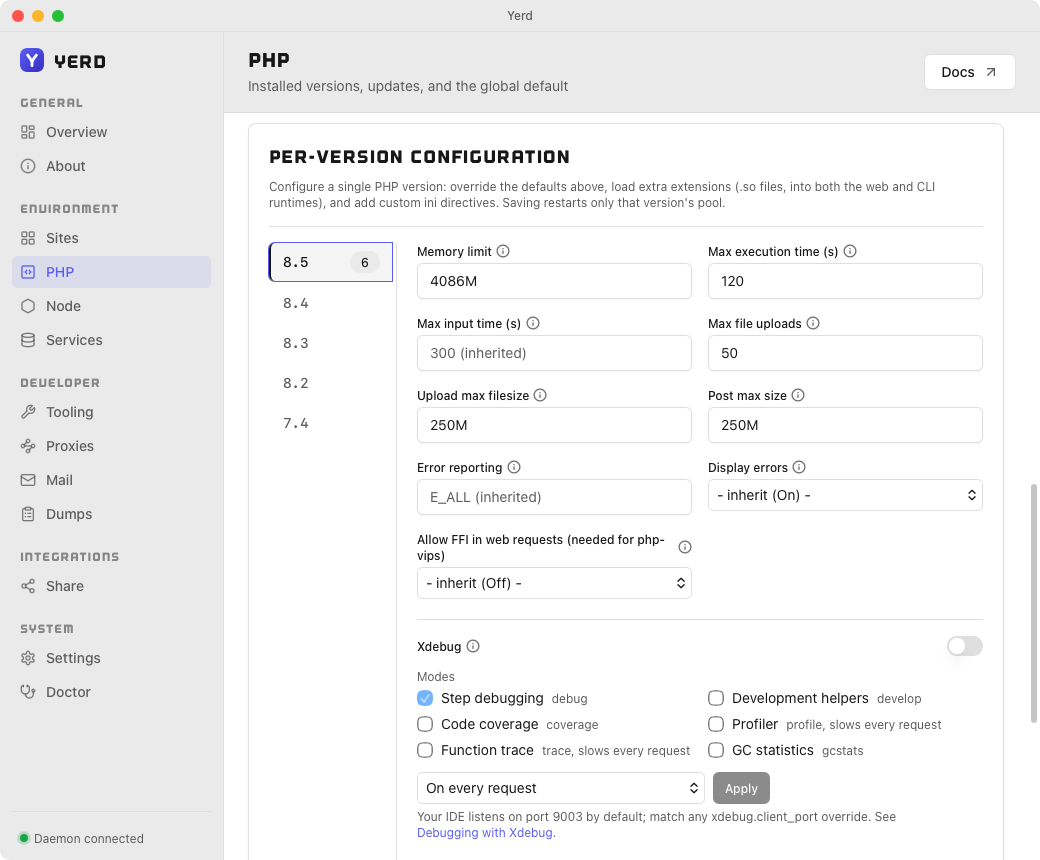 Yerd
Y YERD
GENERAL
Overview
About
ENVIRONMENT
Sites
PHP
Node
Services
DEVELOPER
Tooling
Proxies
Mail
Dumps
INTEGRATIONS
Share
SYSTEM
Settings
Doctor
Daemon connected
PHP
Installed versions, updates, and the global default
Docs
PER-VERSION CONFIGURATION
Configure a single PHP version: override the defaults above, load extra extensions (.so files, into both the web and CLI
runtimes), and add custom ini directives. Saving restarts only that version's pool.
8.5 6
8.4
8.3
8.2
7.4
Memory limit
4086M
Max execution time (s)
120
Max input time (s)
300 (inherited)
Max file uploads
50
Upload max filesize
250M
Post max size
250M
Error reporting
E_ALL (inherited)
Display errors
- inherit (On) -
Allow FFI in web requests (needed for php-
vips)
- inherit (Off) -
Xdebug
Modes
Step debugging debug
Development helpers develop
Code coverage coverage
Profiler profile, slows every request
Function trace trace, slows every request
GC statistics gcstats
On every request
Apply
Your IDE listens on port 9003 by default; match any xdebug.client_port override. See
Debugging with Xdebug.